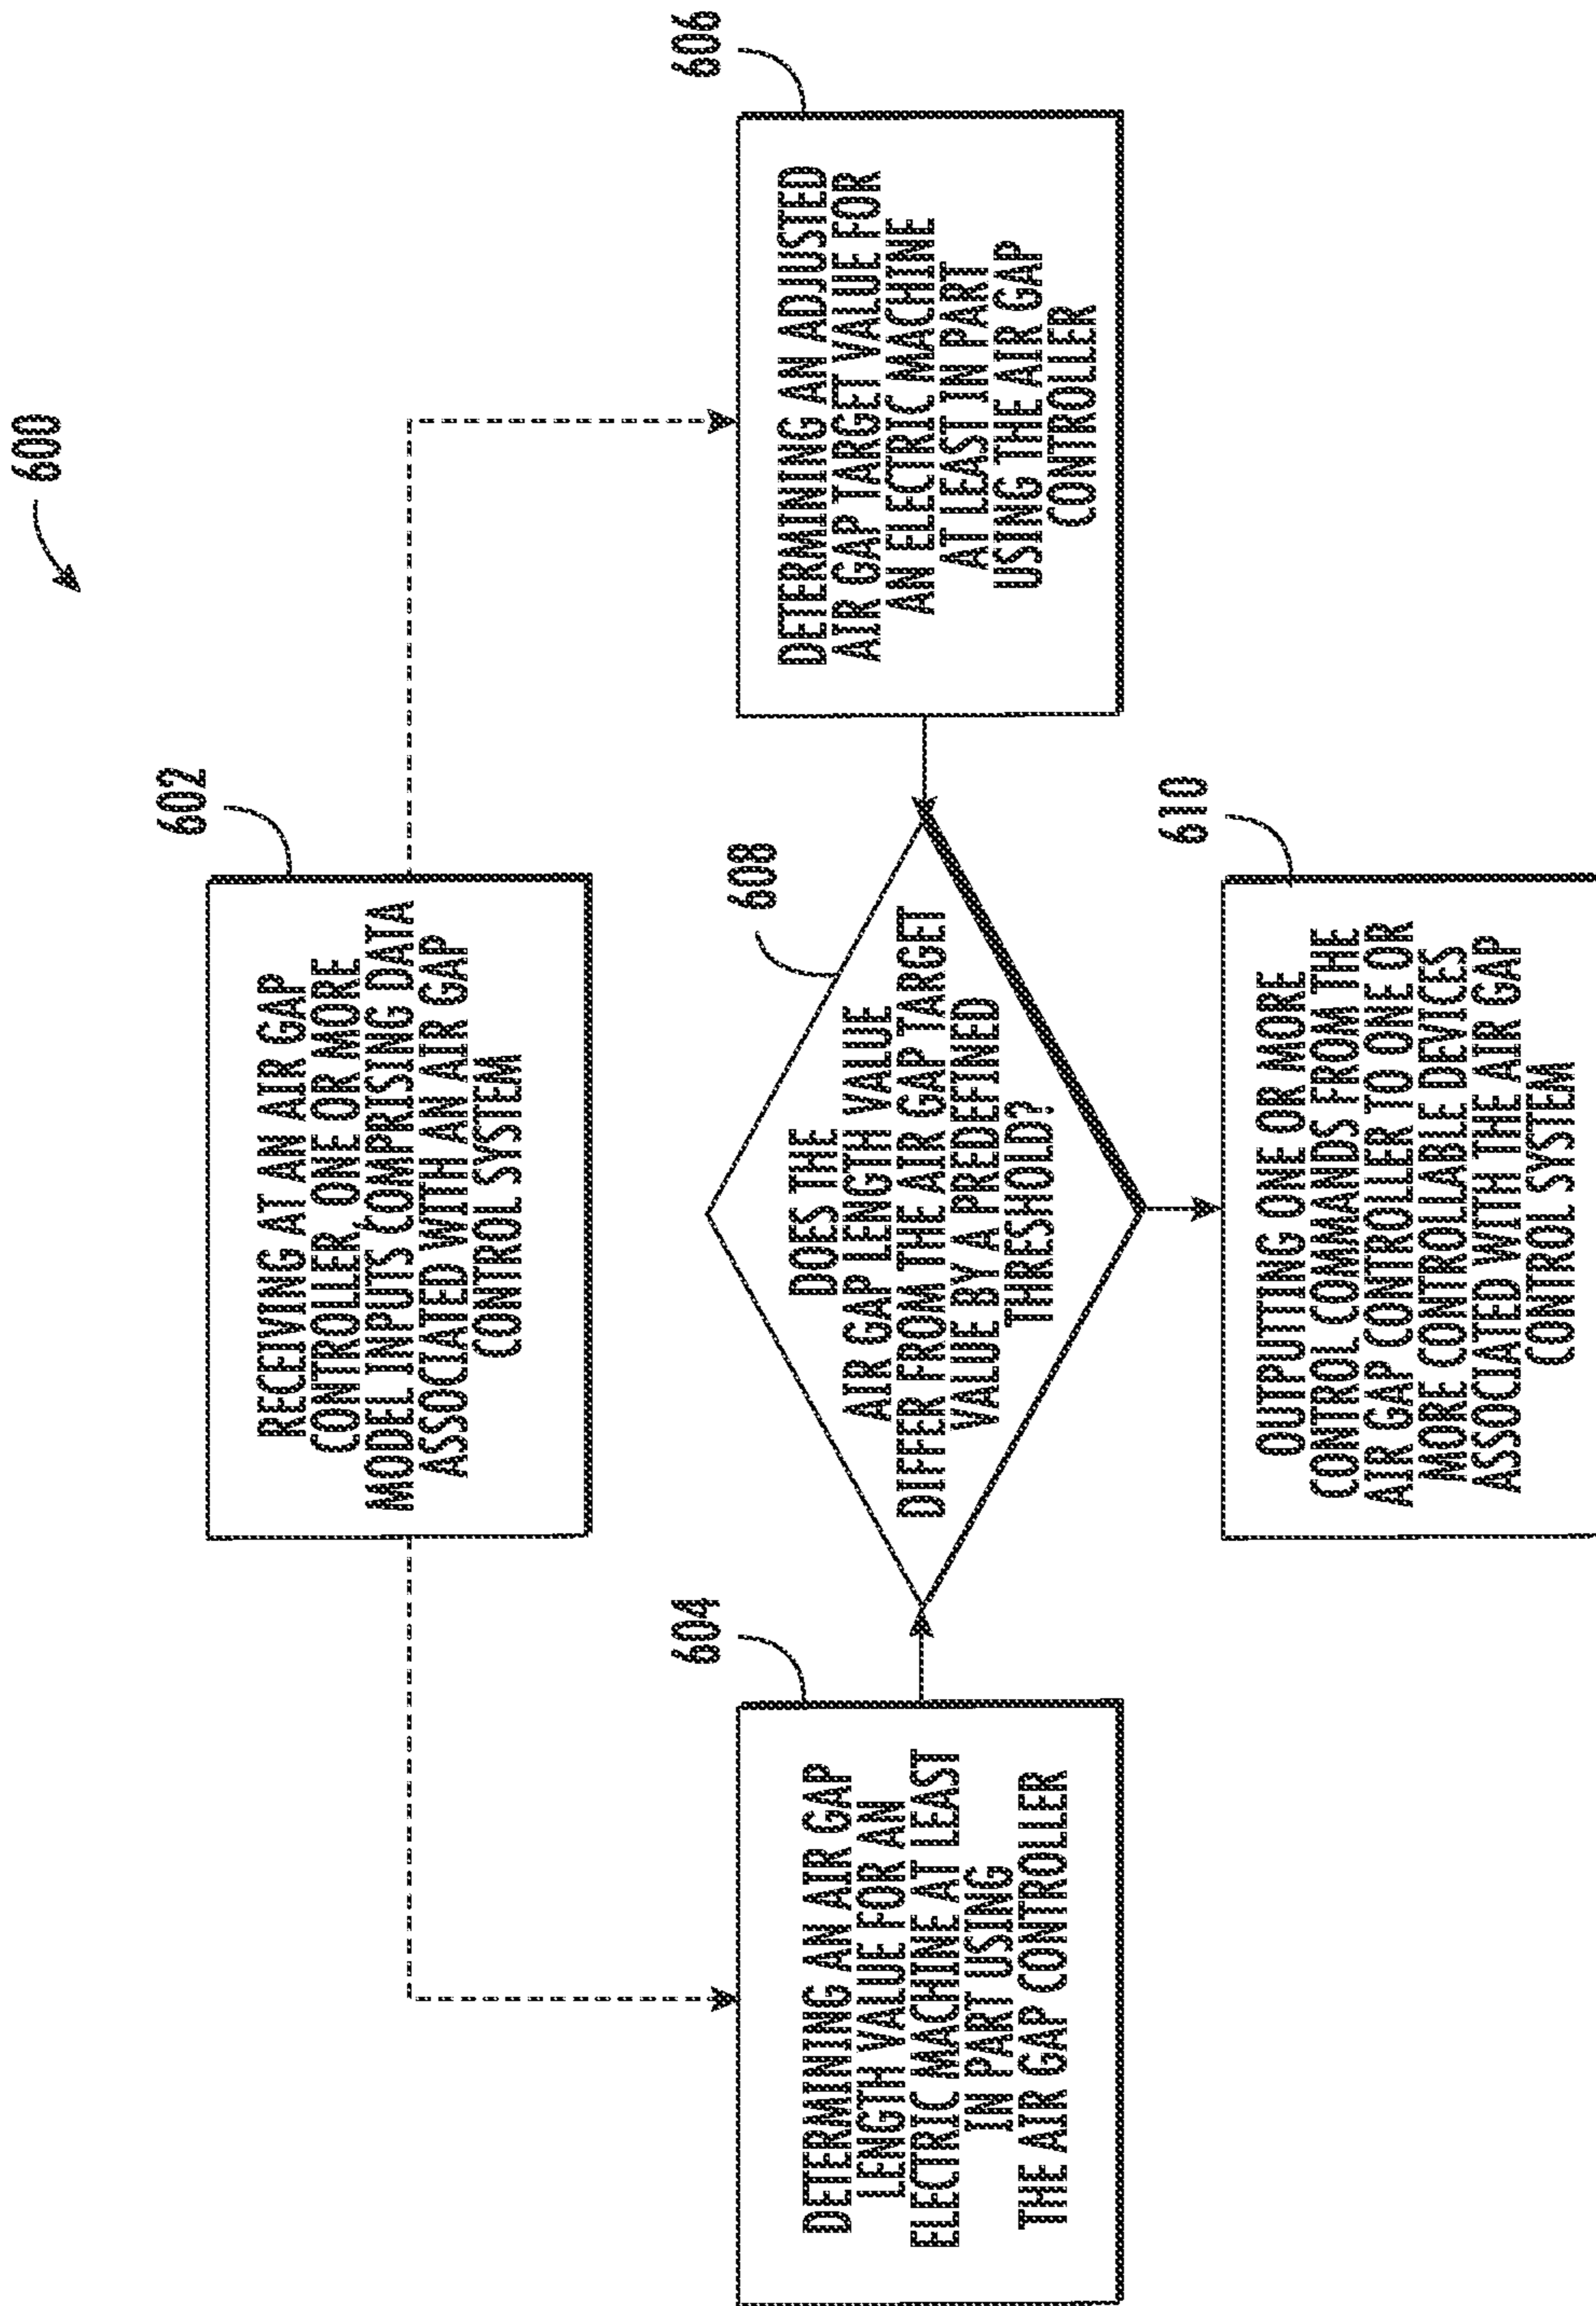 600
602
RECEIVING AT AN AIR GAP
CONTROLLER, ONE OR MORE
MODEL INPUTS COMPRISING DATA
ASSOCIATED WITH AN AIR GAP
CONTROL SYSTEM
604
DETERMINING AN AIR GAP
LENGTH VALUE FOR AN
ELECTRIC MACHINE AT LEAST
IN PART USING
THE AIR GAP CONTROLLER
608
DOES THE
AIR GAP LENGTH VALUE
DIFFER FROM THE AIR GAP TARGET
VALUE BY A PREDEFINED
THRESHOLD?
606
DETERMINING AN ADJUSTED
AIR GAP TARGET VALUE FOR
AN ELECTRIC MACHINE
AT LEAST IN PART
USING THE AIR GAP
CONTROLLER
610
OUTPUTING ONE OR MORE
CONTROL COMMANDS FROM THE
AIR GAP CONTROLLER TO ONE OR
MORE CONTROLLABLE DEVICES
ASSOCIATED WITH THE AIR GAP
CONTROL SYSTEM